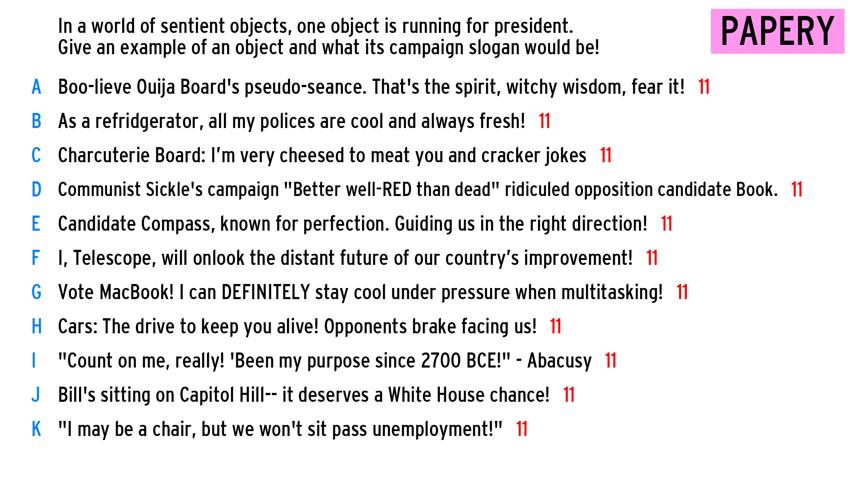 In a world of sentient objects, one object is running for president.
Give an example of an object and what its campaign slogan would be!
PAPERY
A Boo-lieve Ouija Board's pseudo-seance. That's the spirit, witchy wisdom, fear it! 11
B As a refridgerator, all my polices are cool and always fresh! 11
C Charcuterie Board: I'm very cheesed to meat you and cracker jokes 11
D Communist Sickle's campaign "Better well-RED than dead" ridiculed opposition candidate Book. 11
E Candidate Compass, known for perfection. Guiding us in the right direction! 11
F I, Telescope, will onlook the distant future of our country’s improvement! 11
G Vote MacBook! I can DEFINITELY stay cool under pressure when multitasking! 11
H Cars: The drive to keep you alive! Opponents brake facing us! 11
I "Count on me, really! 'Been my purpose since 2700 BCE!" - Abacusy 11
J Bill's sitting on Capitol Hill-- it deserves a White House chance! 11
K "I may be a chair, but we won't sit pass unemployment!" 11